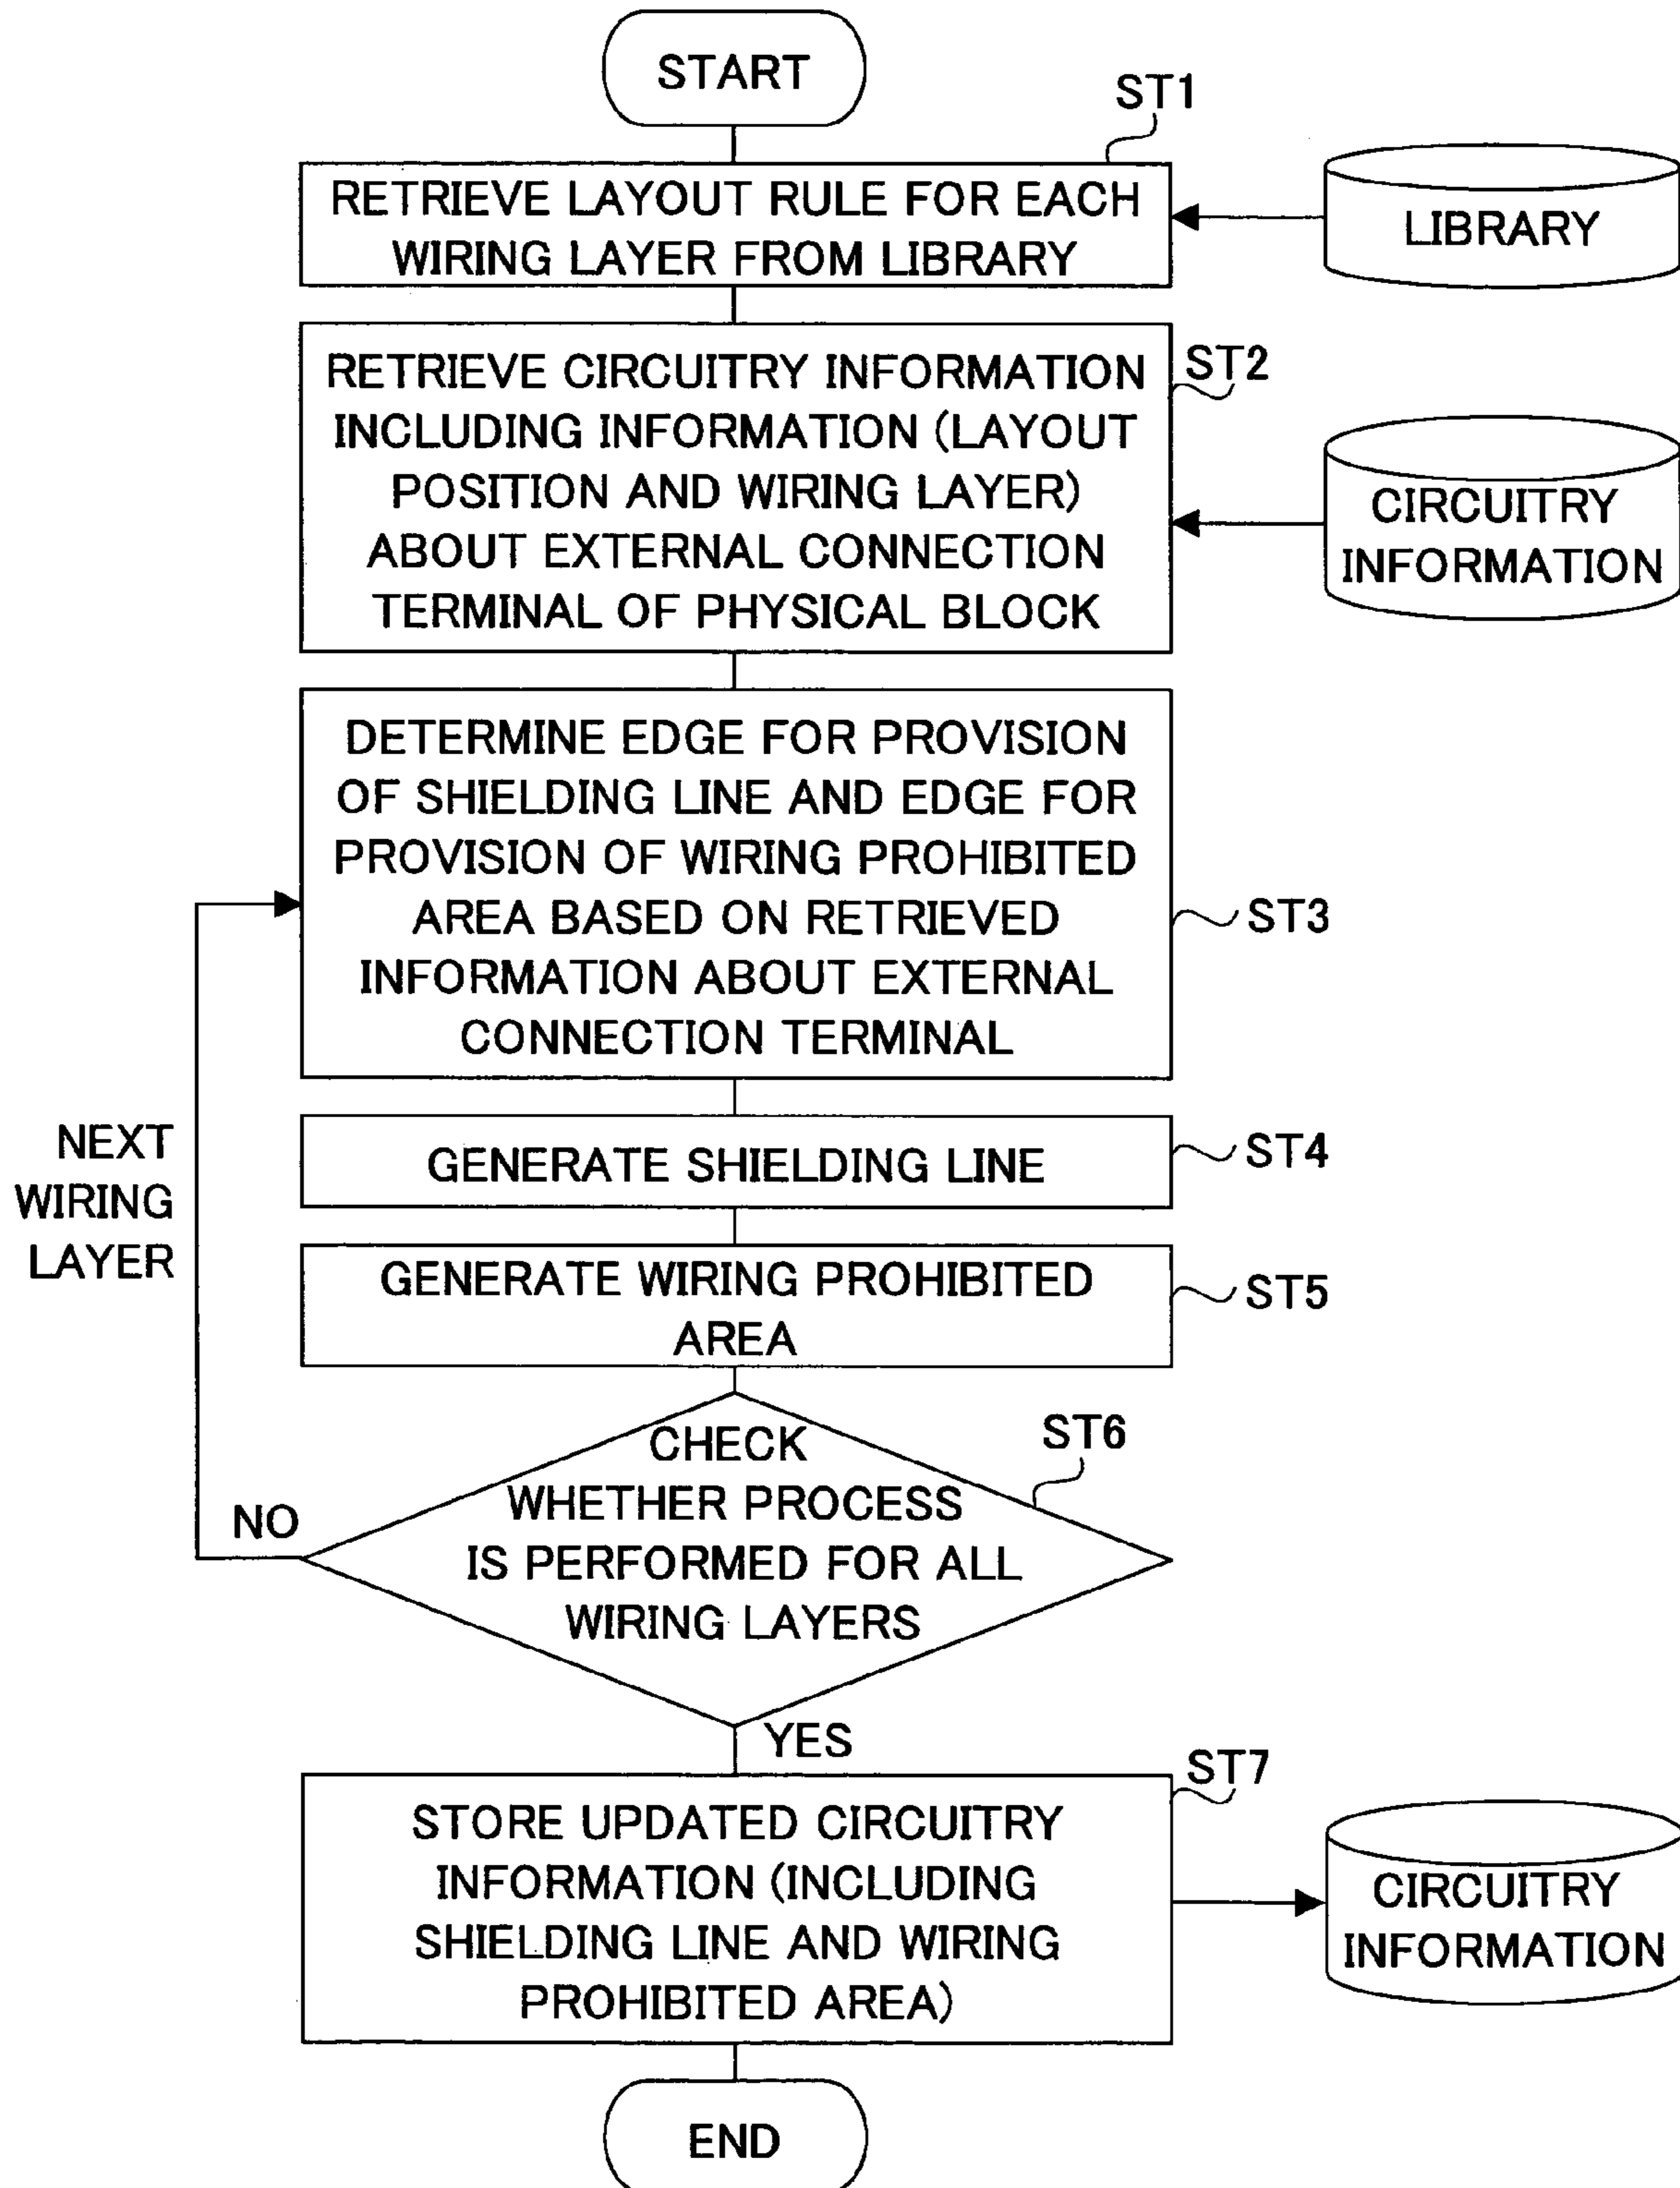 START
ST1
RETRIEVE LAYOUT RULE FOR EACH
WIRING LAYER FROM LIBRARY
LIBRARY
ST2
RETRIEVE CIRCUITRY INFORMATION
INCLUDING INFORMATION (LAYOUT
POSITION AND WIRING LAYER)
ABOUT EXTERNAL CONNECTION
TERMINAL OF PHYSICAL BLOCK
CIRCUITRY
INFORMATION
DETERMINE EDGE FOR PROVISION
OF SHIELDING LINE AND EDGE FOR
PROVISION OF WIRING PROHIBITED
AREA BASED ON RETRIEVED
INFORMATION ABOUT EXTERNAL
CONNECTION TERMINAL
ST3
NEXT
WIRING
LAYER
GENERATE SHIELDING LINE
ST4
GENERATE WIRING PROHIBITED
AREA
ST5
CHECK
WHETHER PROCESS
IS PERFORMED FOR ALL
WIRING LAYERS
ST6
NO
YES
ST7
STORE UPDATED CIRCUITRY
INFORMATION (INCLUDING
SHIELDING LINE AND WIRING
PROHIBITED AREA)
CIRCUITRY
INFORMATION
END